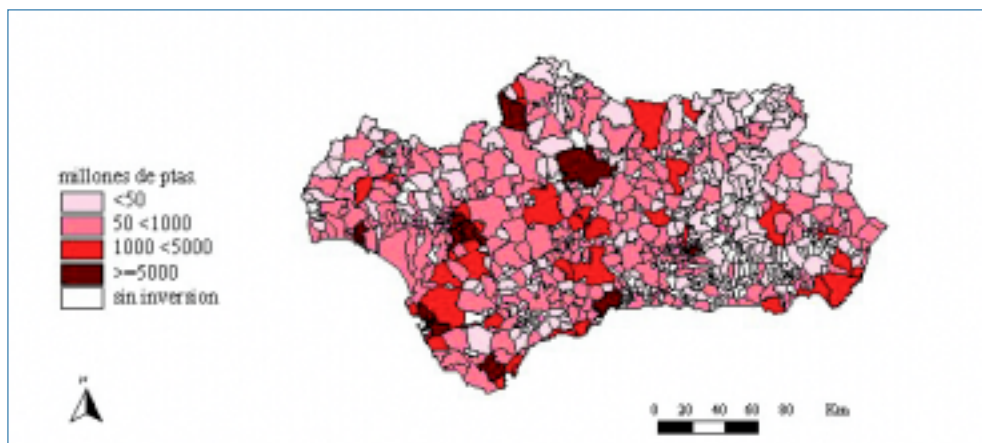 millones de ptas.
<50
50 <1000
1000 <5000
>=5000
sin inversion
N
0 20 40 60 80 Km